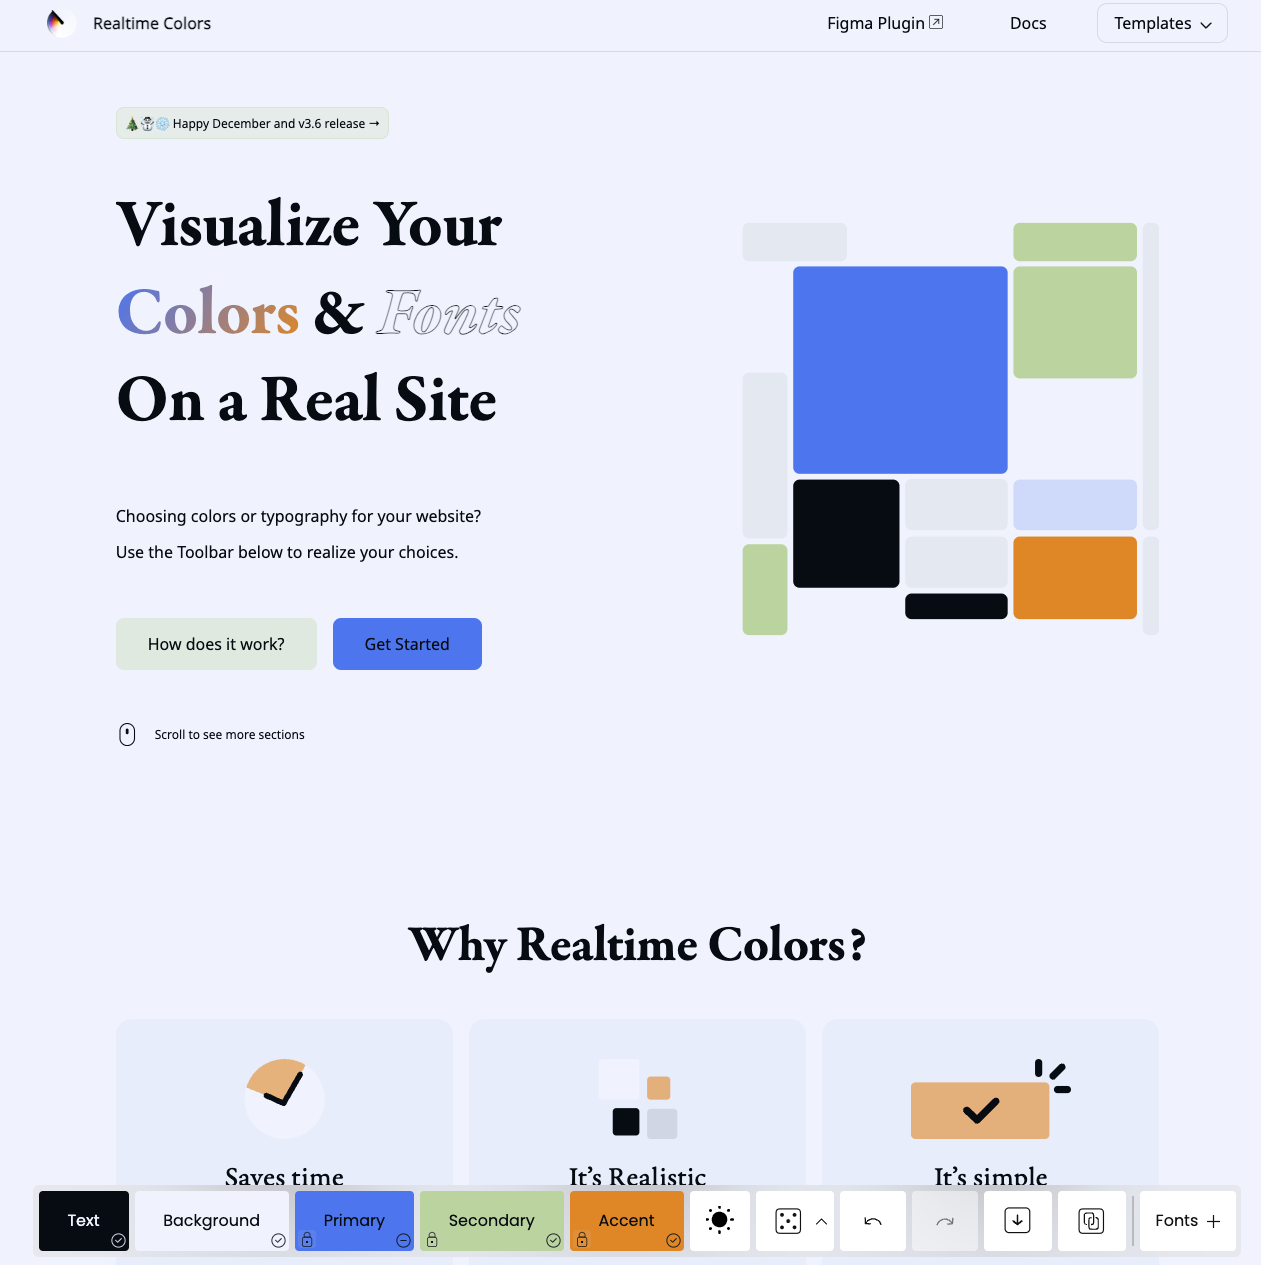 Realtime Colors
Figma Plugin
Docs
Templates
🎄☃️❄️ Happy December and v3.6 release →
Visualize Your
Colors & Fonts
On a Real Site
Choosing colors or typography for your website?
Use the Toolbar below to realize your choices.
How does it work?
Get Started
Scroll to see more sections
Why Realtime Colors?
Saves time
It’s Realistic
It’s simple
Text
Background
Primary
Secondary
Accent
Fonts